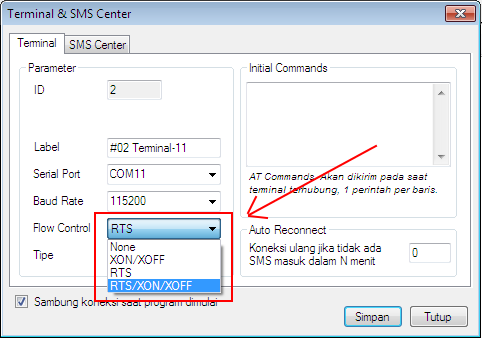 Terminal & SMS Center
Terminal
SMS Center
Parameter
ID
2
Label
#02 Teminal-11
Serial Port
COM11
Baud Rate
115200
Flow Control
RTS
None
XON/XOFF
RTS
RTS/XON/XOFF
Tipe
Initial Commands
AT Commands. Akan dikirim pada saat
teminal terhubung, 1 perintah per baris.
Auto Reconnect
Koneksi ulang jika tidak ada
SMS masuk dalam N menit
0
Sambung koneksi saat program dimulai
Simpan
Tutup